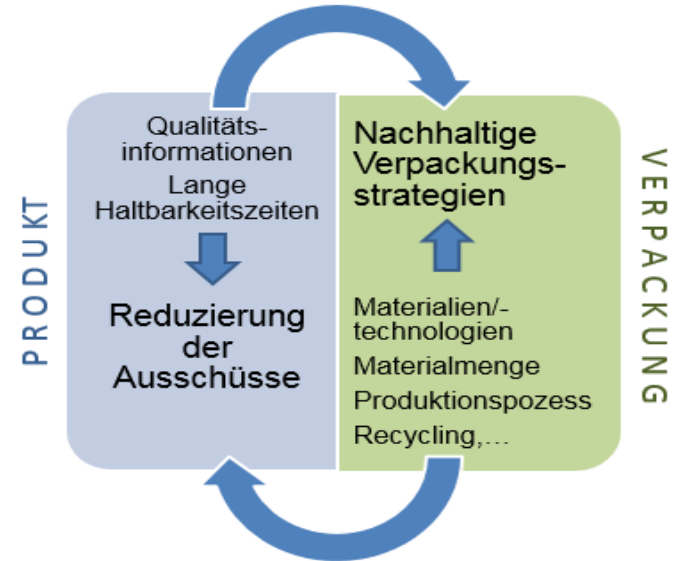 PRODUKT
Qualitäts-
informationen
Lange
Haltbarkeitszeiten
Reduzierung
der
Ausschüsse
Nachhaltige
Verpackungs-
strategien
Materialien/-
technologien
Materialmenge
Produktionspozess
Recycling,...
VERPACKUNG